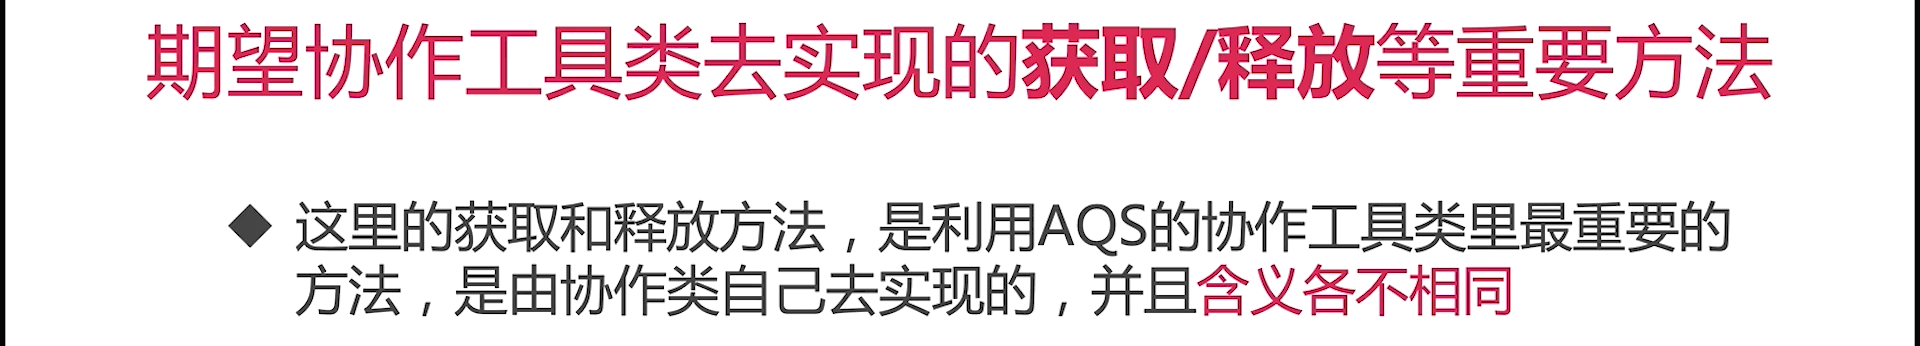 期望协作工具类去实现的获取/释放等重要方法
◆ 这里的获取和释放方法，是利用AQS的协作工具类里最重要的
方法，是由协作类自己去实现的，并且含义各不相同